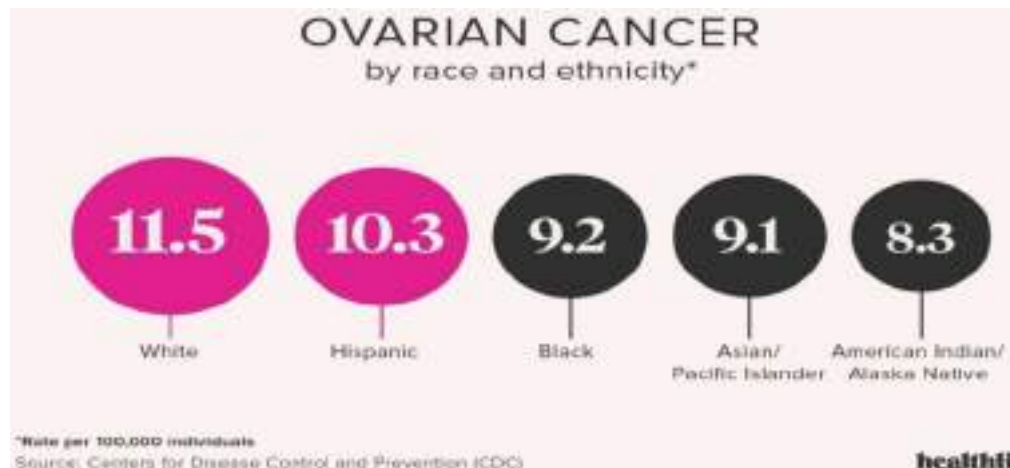 OVARIAN CANCER
by race and ethnicity*
11.5
10.3
9.2
9.1
8.3
White
Hispanic
Black
Asian/
Pacific Islander
American Indian/
Alaska Native
*Rate per 100,000 individuals
Source: Centers for Disease Control and Prevention (CDC)
healthli